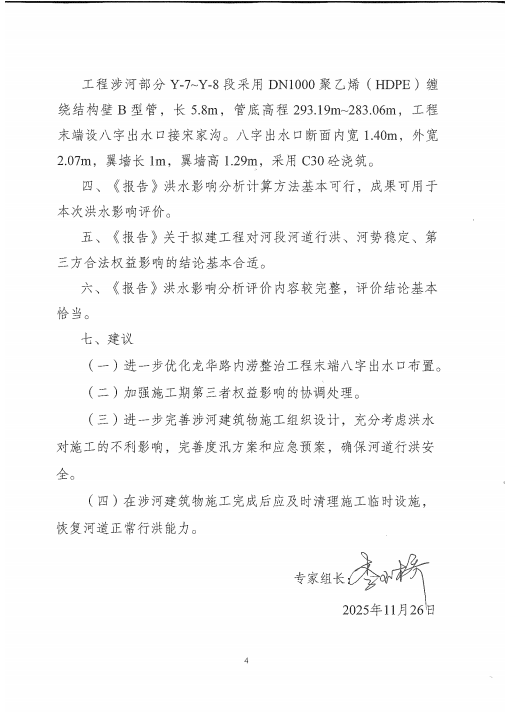 工程涉河部分 Y-7~Y-8 段采用 DN1000 聚乙烯（HDPE）缠
绕结构壁 B 型管，长 5.8m，管底高程 293.19m~283.06m，工程
末端设八字出水口接宋家沟。八字出水口断面内宽 1.40m，外宽
2.07m，翼墙长 1m，翼墙高 1.29m，采用 C30 砼浇筑。
四、《报告》洪水影响分析计算方法基本可行，成果可用于
本次洪水影响评价。
五、《报告》关于拟建工程对河段河道行洪、河势稳定、第
三方合法权益影响的结论基本合适。
六、《报告》洪水影响分析评价内容较完整，评价结论基本
恰当。
七、建议
（一）进一步优化龙华路内涝整治工程末端八字出水口布置。
（二）加强施工期第三者权益影响的协调处理。
（三）进一步完善涉河建筑物施工组织设计，充分考虑洪水
对施工的不利影响，完善度汛方案和应急预案，确保河道行洪安
全。
（四）在涉河建筑物施工完成后应及时清理施工临时设施，
恢复河道正常行洪能力。
专家组长：
2025年11月26日
4